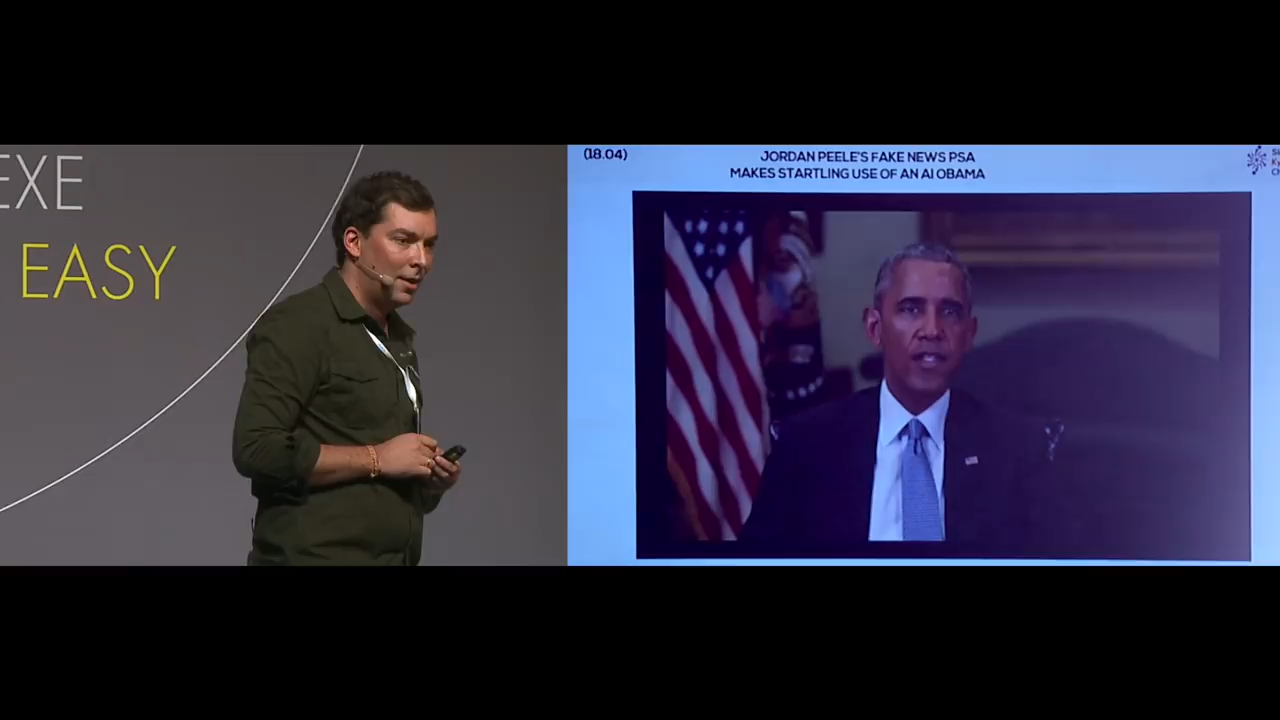 EXE
EASY
(18.04)
JORDAN PEELE'S FAKE NEWS PSA
MAKES STARTLING USE OF AN AI OBAMA